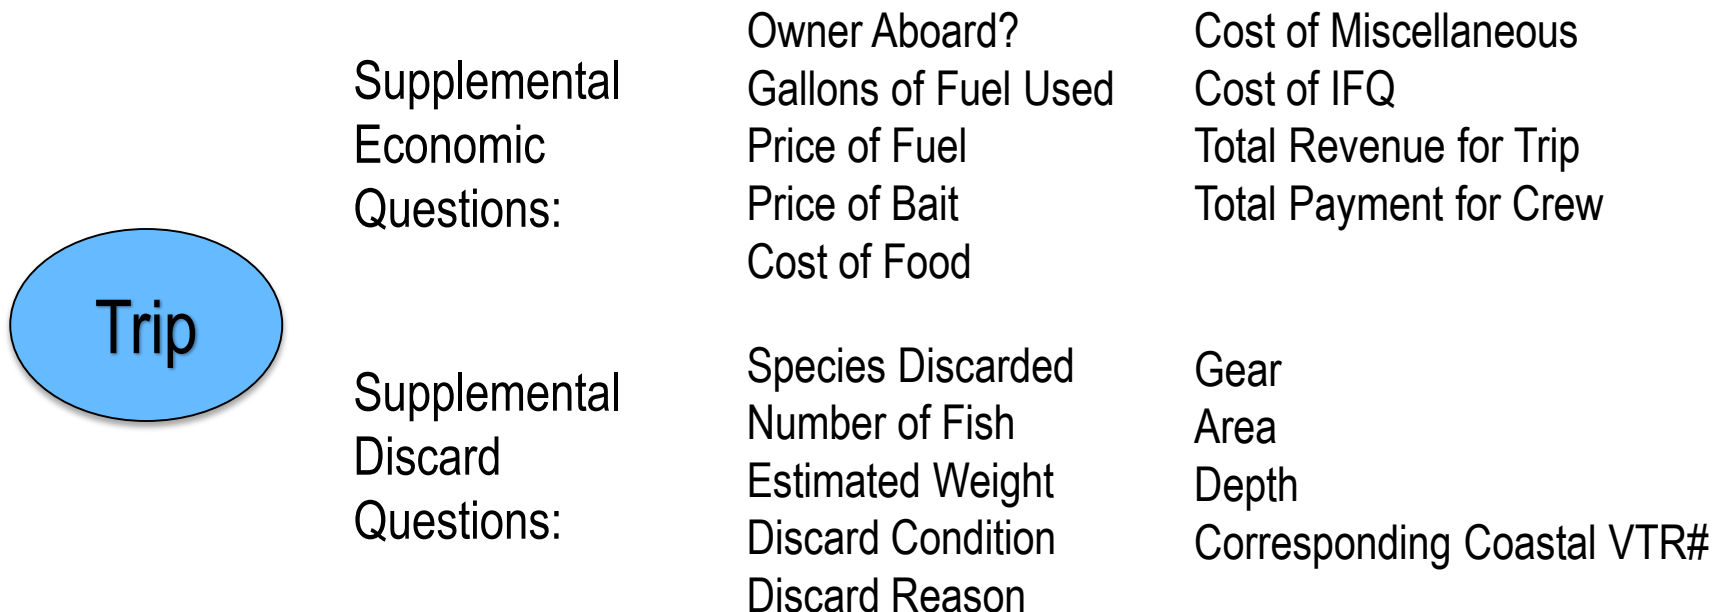 Trip
Supplemental
Economic
Questions:
Owner Aboard?
Gallons of Fuel Used
Price of Fuel
Price of Bait
Cost of Food
Cost of Miscellaneous
Cost of IFQ
Total Revenue for Trip
Total Payment for Crew
Supplemental
Discard
Questions:
Species Discarded
Number of Fish
Estimated Weight
Discard Condition
Discard Reason
Gear
Area
Depth
Corresponding Coastal VTR#